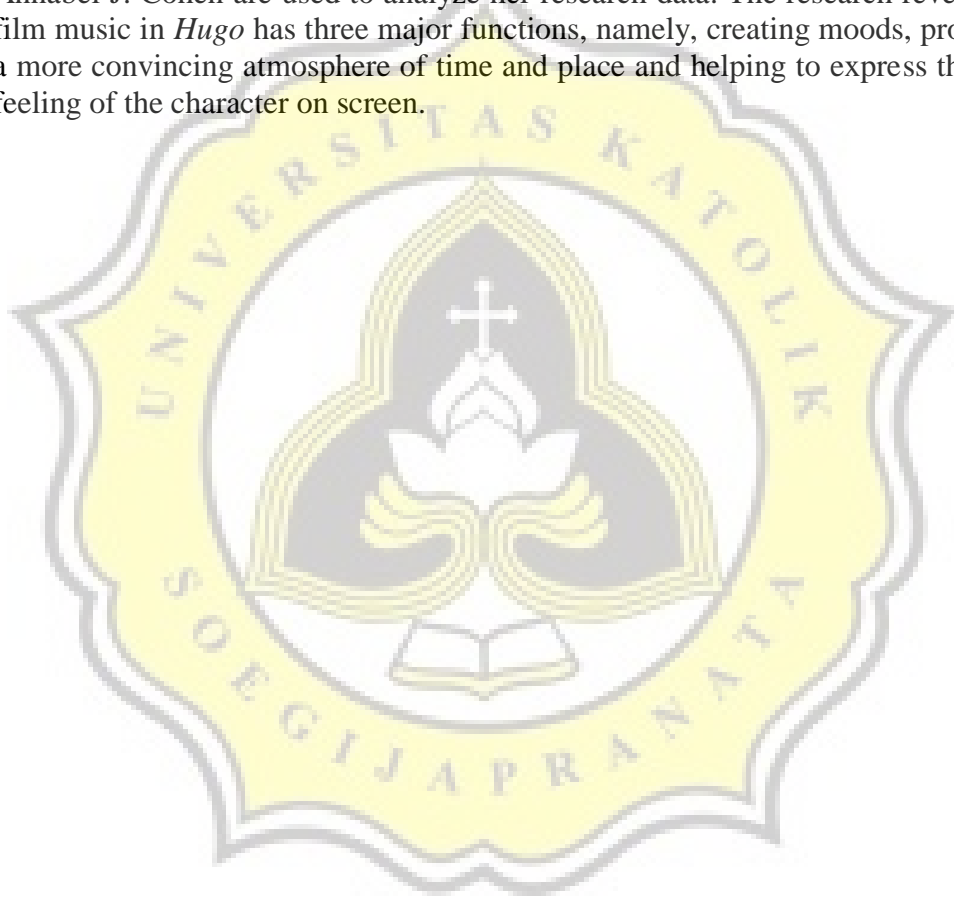 Annabel J. Cohen are used to analyze her research data. The research reve
film music in Hugo has three major functions, namely, creating moods, pro
a more convincing atmosphere of time and place and helping to express th
feeling of the character on screen.
UNIVERSITAS KATOLIK
SOEGIJAPRANATA